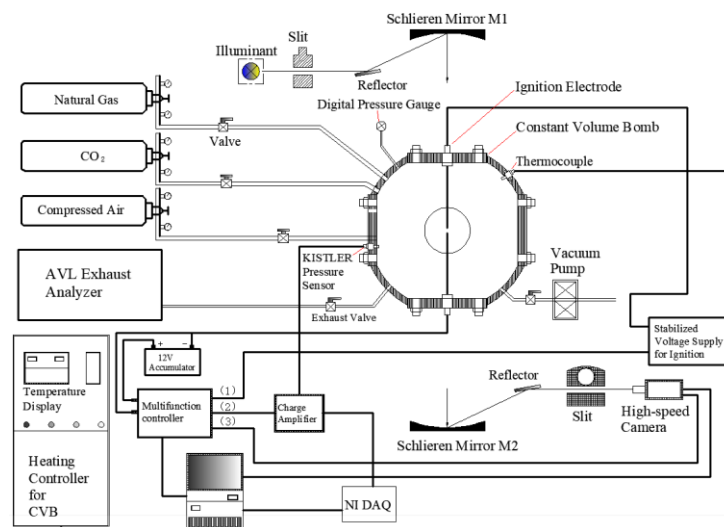 Schlieren Mirror M1
Slit
Illuminant
Reflector
Natural Gas
Digital Pressure Gauge
Ignition Electrode
Valve
Constant Volume Bomb
CO₂
Thermocouple
Compressed Air
KISTLER
Pressure
Sensor
Vacuum
Pump
AVL Exhaust
Analyzer
Exhaust Valve
Stabilized
Voltage Supply
for Ignition
+ −
12V
Accumulator
Temperature
Display
Reflector
Slit
High-speed
Camera
Multifunction
controller
(1)
(2)
(3)
Charge
Amplifier
Schlieren Mirror M2
Heating
Controller
for
CVB
NI DAQ